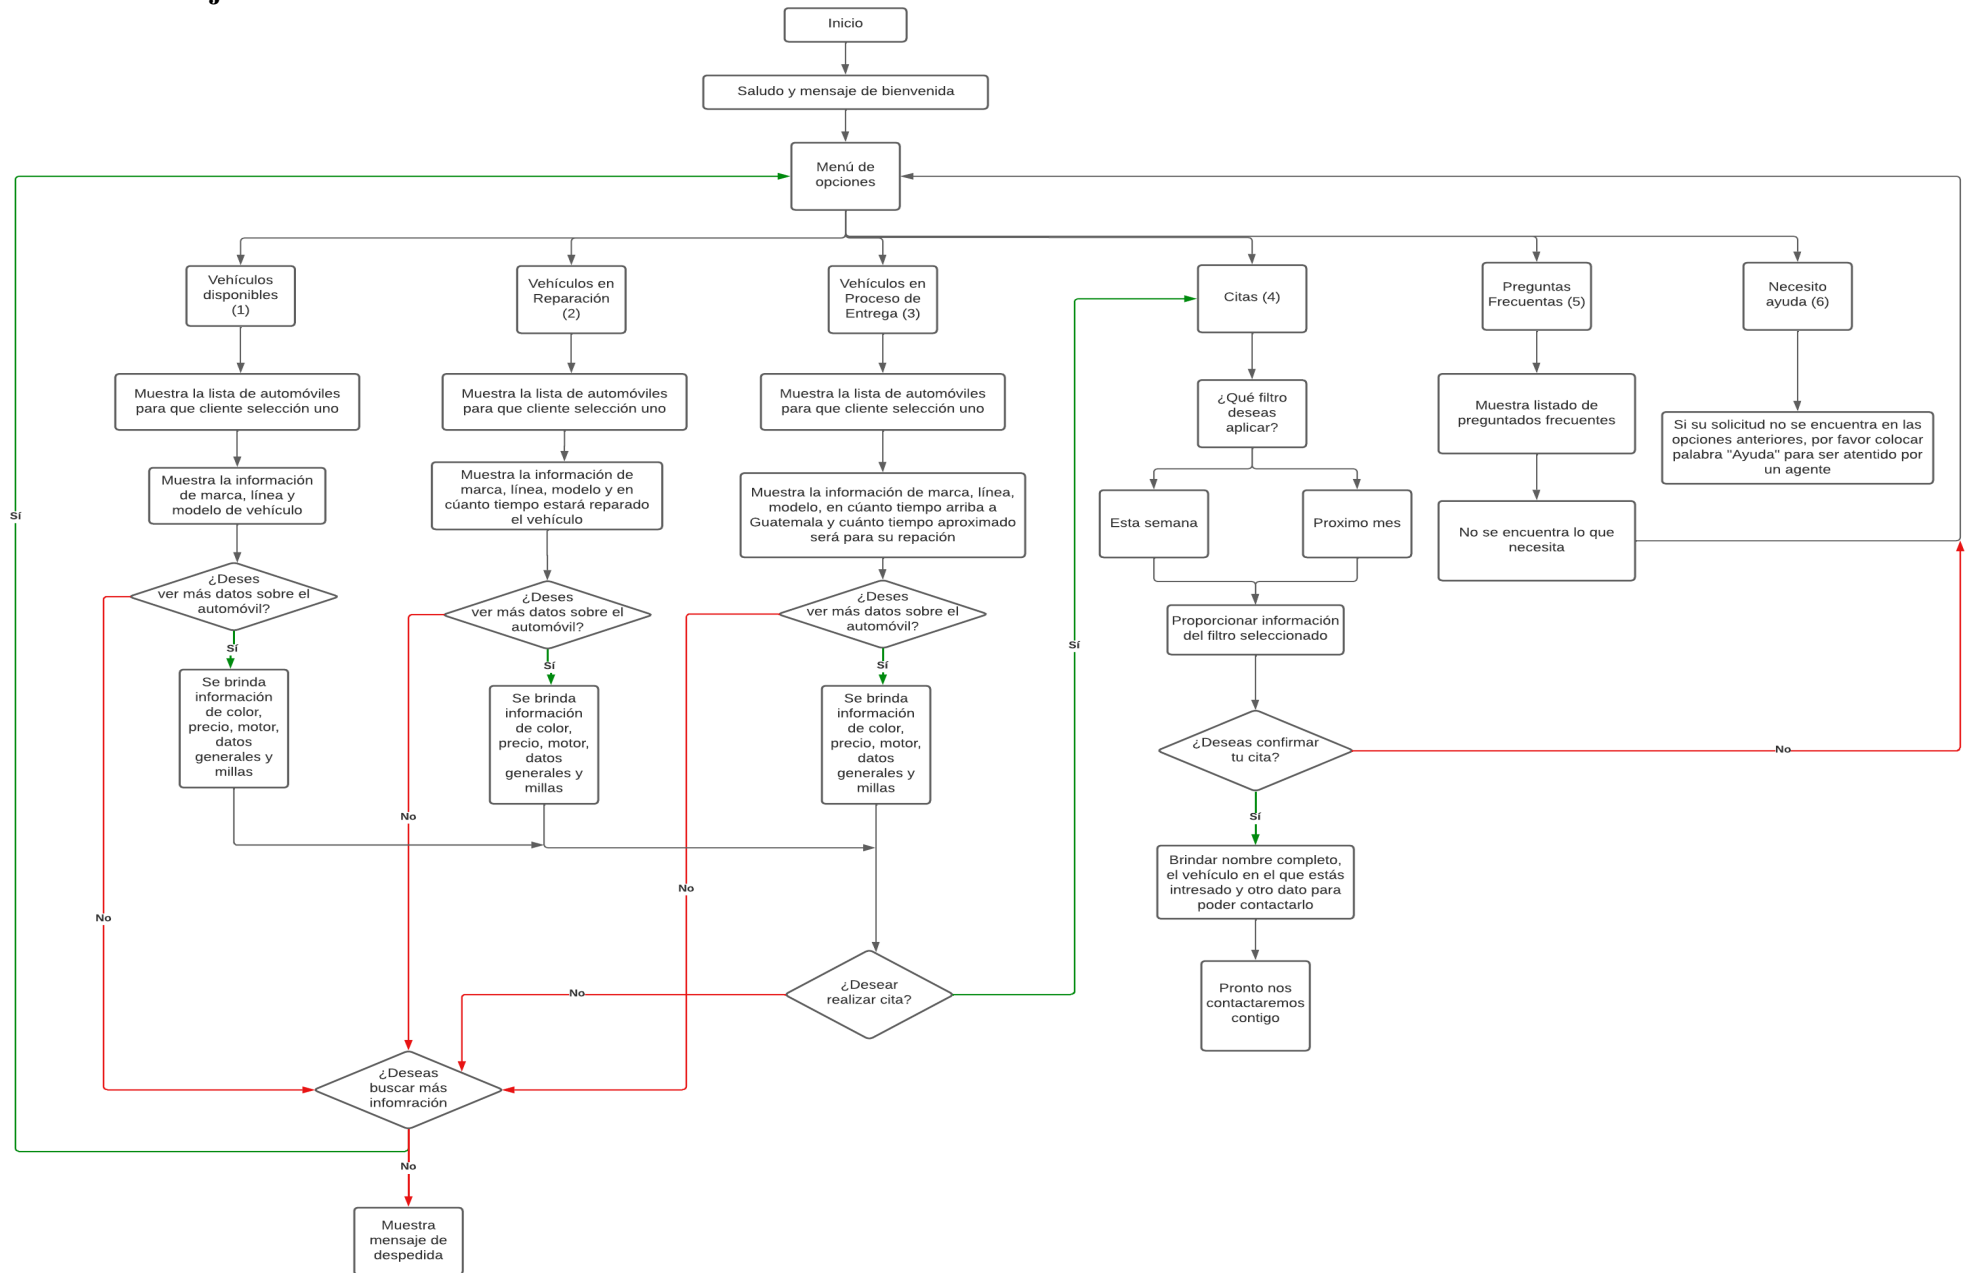 Inicio
Saludo y mensaje de bienvenida
Menú de
opciones
Vehículos
disponibles
(1)
Vehículos en
Reparación
(2)
Vehículos en
Proceso de
Entrega (3)
Citas (4)
Preguntas
Frecuentas (5)
Necesito
ayuda (6)
Muestra la lista de automóviles
para que cliente selección uno
Muestra la lista de automóviles
para que cliente selección uno
Muestra la lista de automóviles
para que cliente selección uno
¿Qué filtro
deseas
aplicar?
Muestra listado de
preguntados frecuentes
Si su solicitud no se encuentra en las
opciones anteriores, por favor colocar
palabra "Ayuda" para ser atentido por
un agente
Muestra la información
de marca, línea y
modelo de vehículo
Muestra la información de
marca, línea, modelo y en
cúanto tiempo estará reparado
el vehículo
Muestra la información de marca, línea,
modelo, en cúanto tiempo arriba a
Guatemala y cuánto tiempo aproximado
será para su repación
Esta semana
Proximo mes
No se encuentra lo que
necesita
Sí
¿Deses
ver más datos sobre el
automóvil?
¿Deses
ver más datos sobre el
automóvil?
¿Deses
ver más datos sobre el
automóvil?
Proporcionar información
del filtro seleccionado
Sí
Sí
Sí
Sí
Se brinda
información
de color,
precio, motor,
datos
generales y
millas
Se brinda
información
de color,
precio, motor,
datos
generales y
millas
Se brinda
información
de color,
precio, motor,
datos
generales y
millas
¿Deseas confirmar
tu cita?
No
No
Sí
Brindar nombre completo,
el vehículo en el que estás
intresado y otro dato para
poder contactarlo
No
No
¿Desear
realizar cita?
No
Pronto nos
contactaremos
contigo
¿Deseas
buscar más
infomración
No
Muestra
mensaje de
despedida